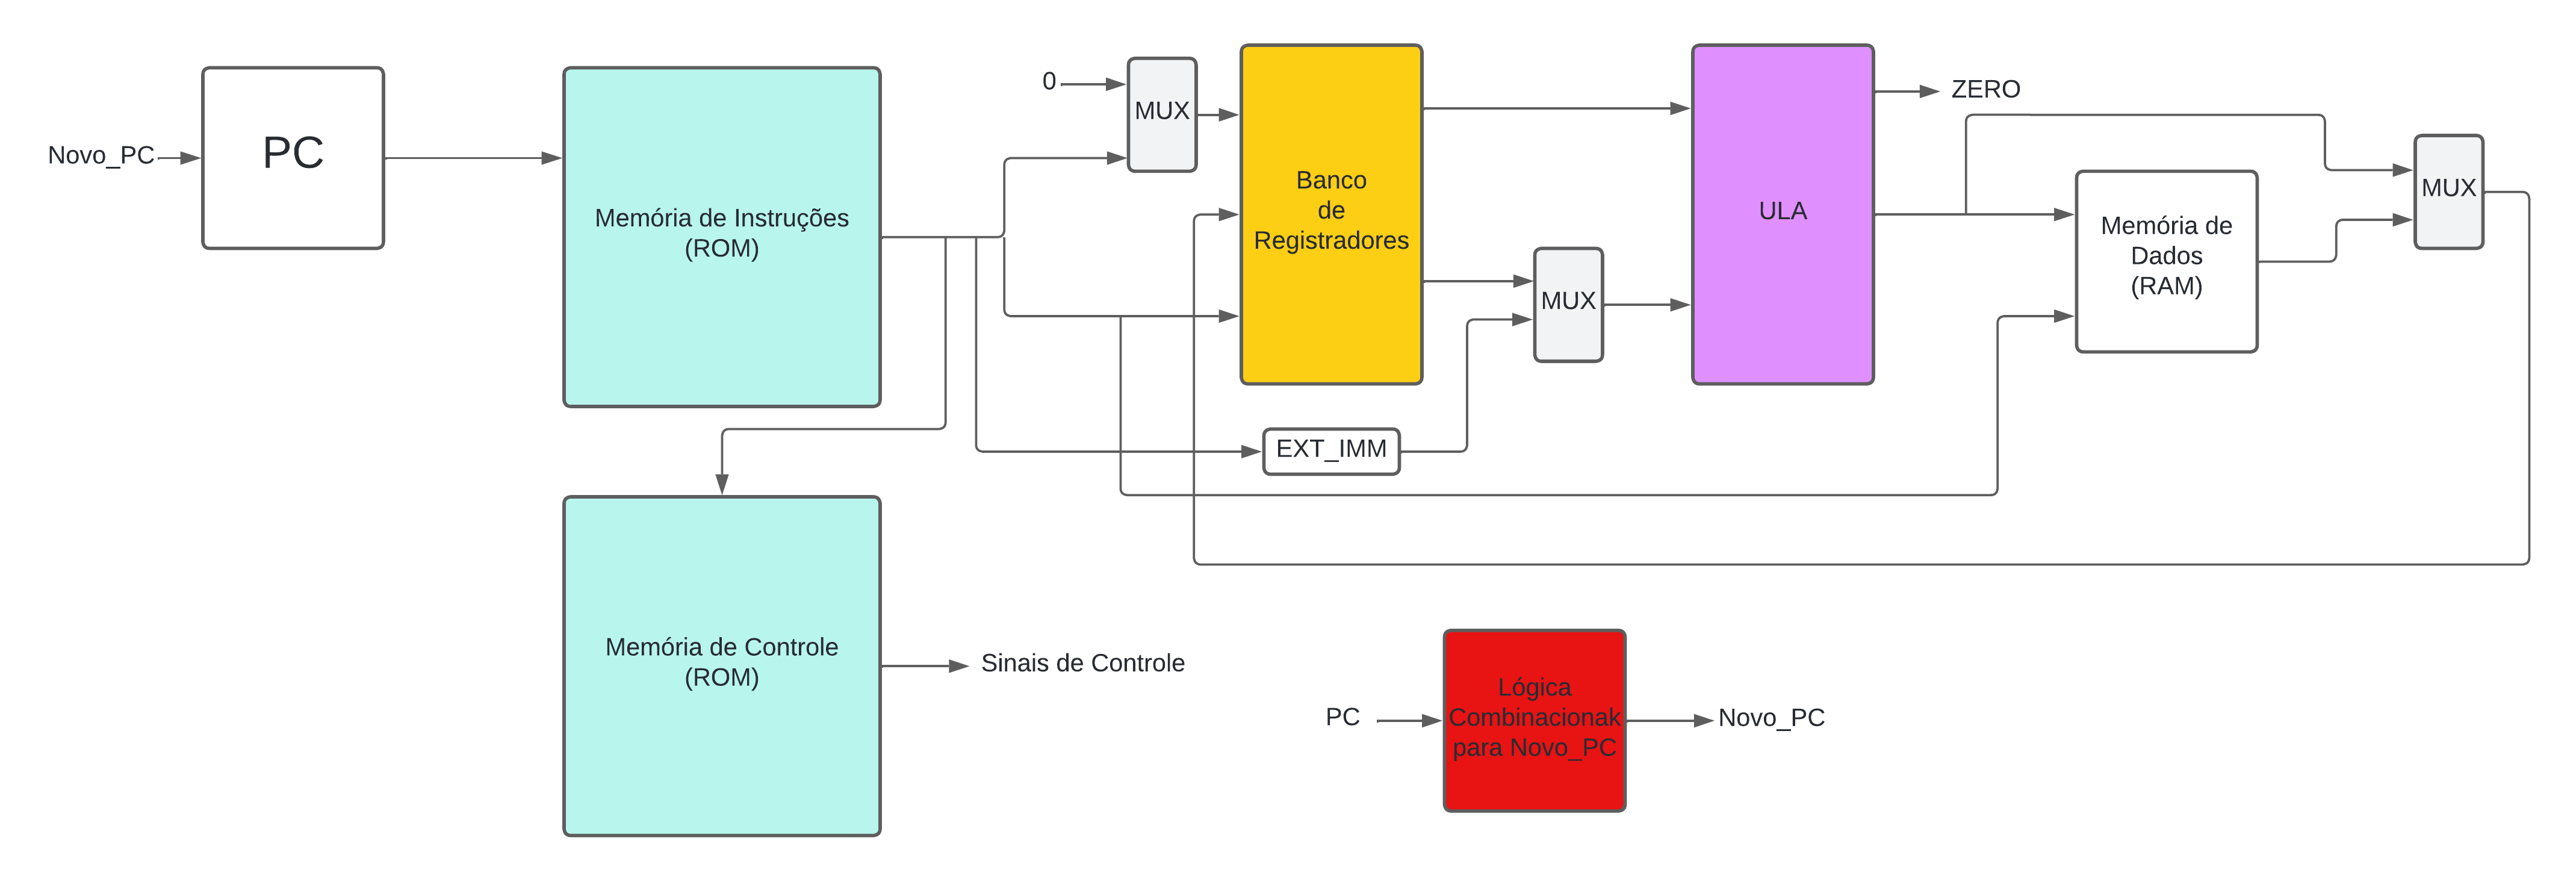 Novo_PC
PC
Memória de Instruções
(ROM)
0
MUX
Banco
de
Registradores
MUX
ULA
ZERO
Memória de
Dados
(RAM)
MUX
EXT_IMM
Memória de Controle
(ROM)
Sinais de Controle
PC
Lógica
Combinacionak
para Novo_PC
Novo_PC